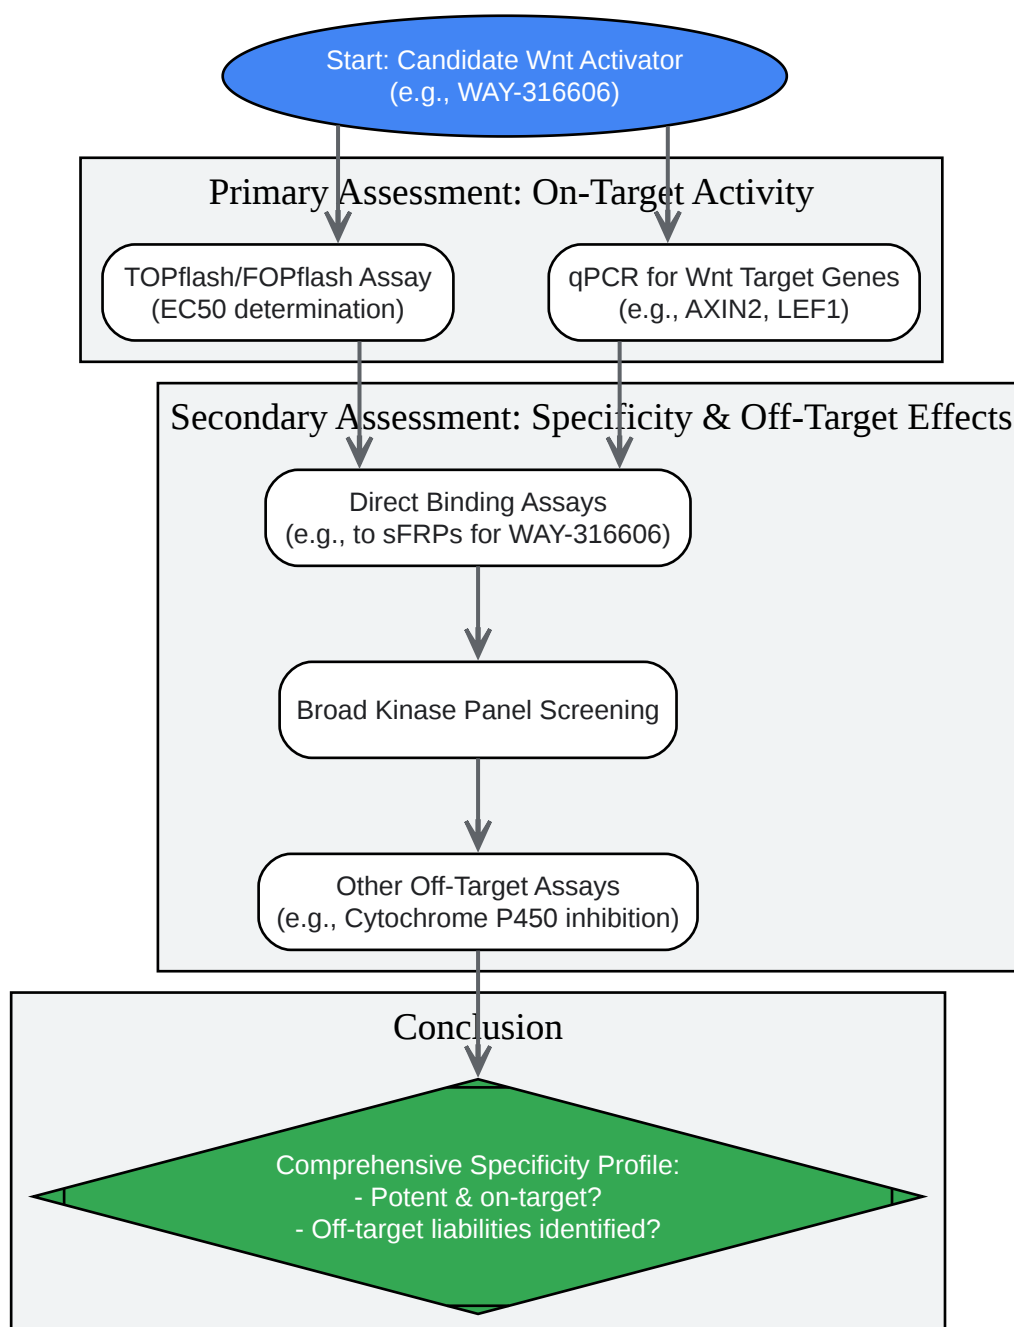 Start: Candidate Wnt Activator
(e.g., WAY-316606)
Primary Assessment: On-Target Activity
TOPflash/FOPflash Assay
(EC50 determination)
qPCR for Wnt Target Genes
(e.g., AXIN2, LEF1)
Secondary Assessment: Specificity & Off-Target Effects
Direct Binding Assays
(e.g., to sFRPs for WAY-316606)
Broad Kinase Panel Screening
Other Off-Target Assays
(e.g., Cytochrome P450 inhibition)
Conclusion
Comprehensive Specificity Profile:
- Potent & on-target?
- Off-target liabilities identified?